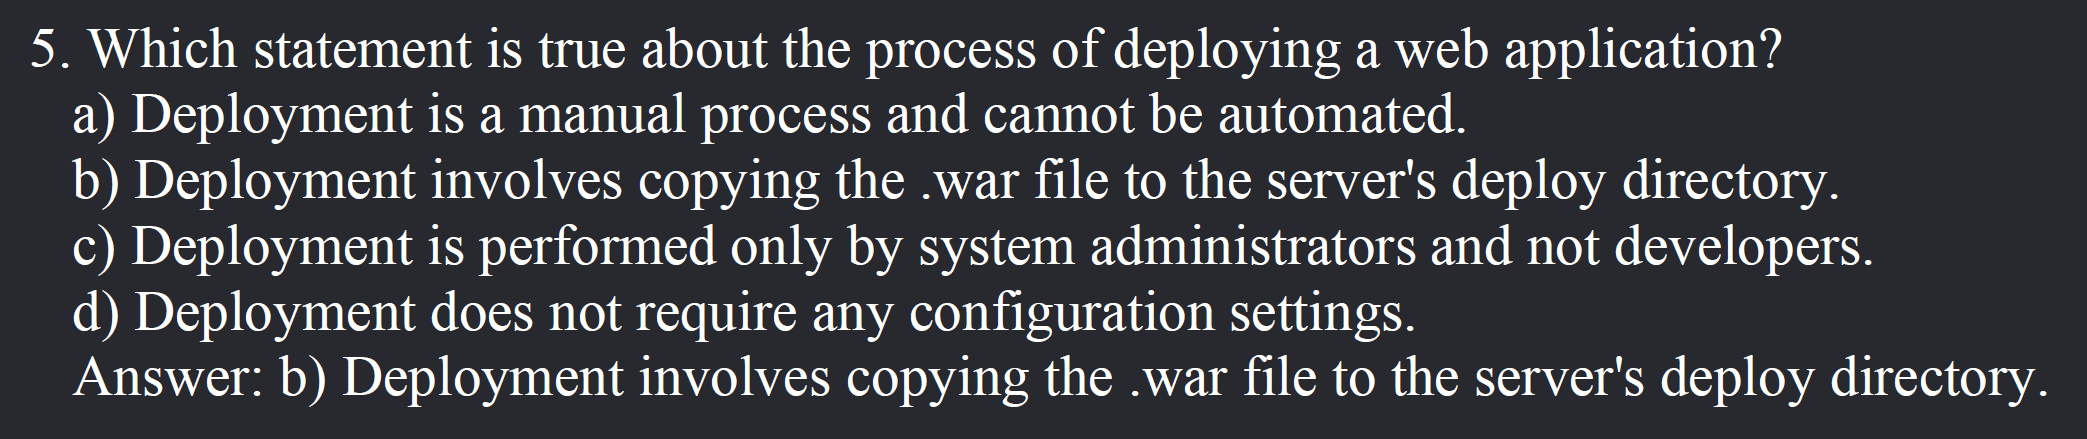 5. Which statement is true about the process of deploying a web application?
a) Deployment is a manual process and cannot be automated.
b) Deployment involves copying the .war file to the server's deploy directory.
c) Deployment is performed only by system administrators and not developers.
d) Deployment does not require any configuration settings.
Answer: b) Deployment involves copying the .war file to the server's deploy directory.